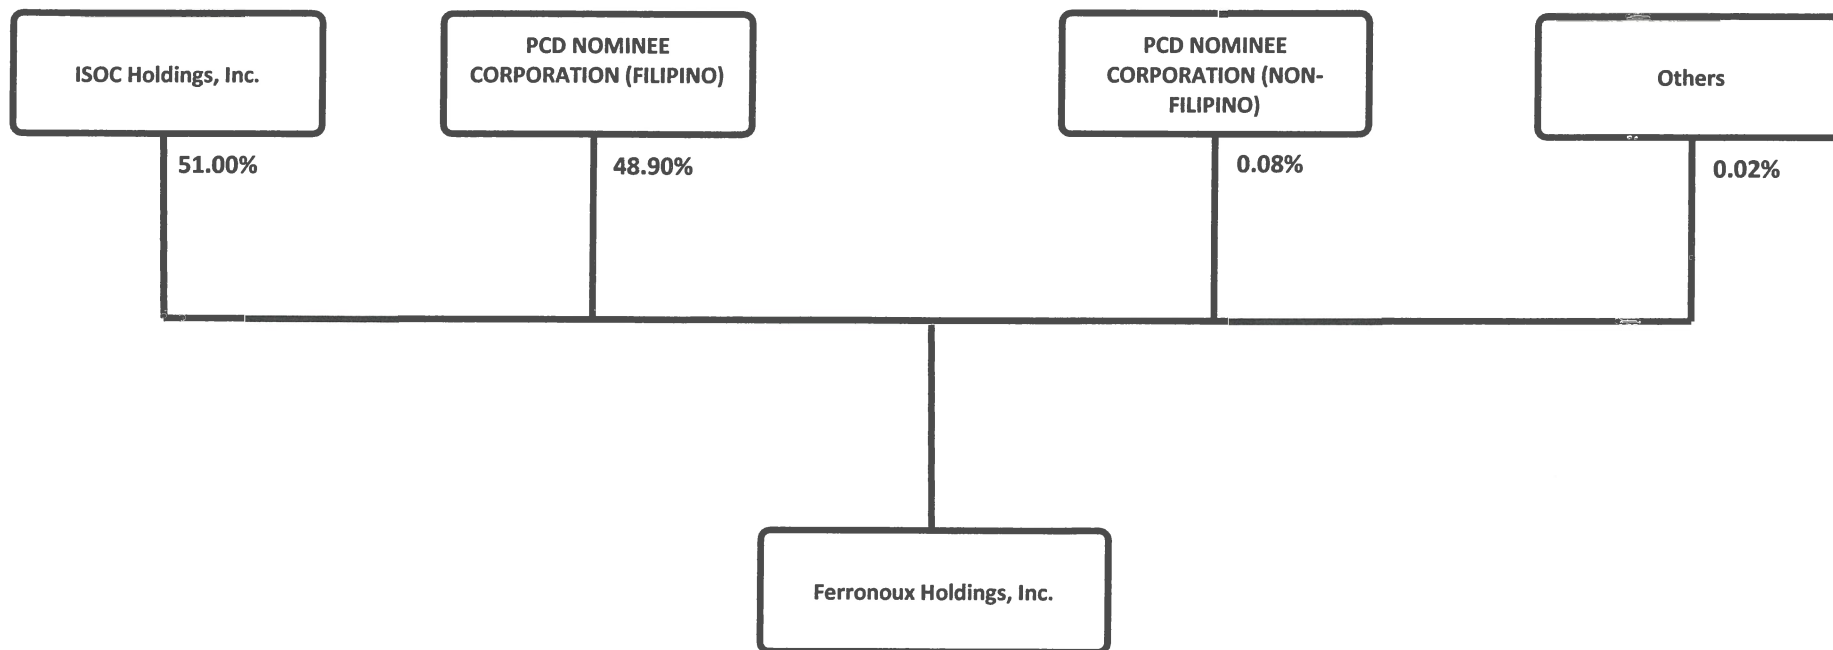 ISOC Holdings, Inc.
PCD NOMINEE
CORPORATION (FILIPINO)
PCD NOMINEE
CORPORATION (NON-
FILIPINO)
Others
51.00%
48.90%
0.08%
0.02%
Ferronoux Holdings, Inc.